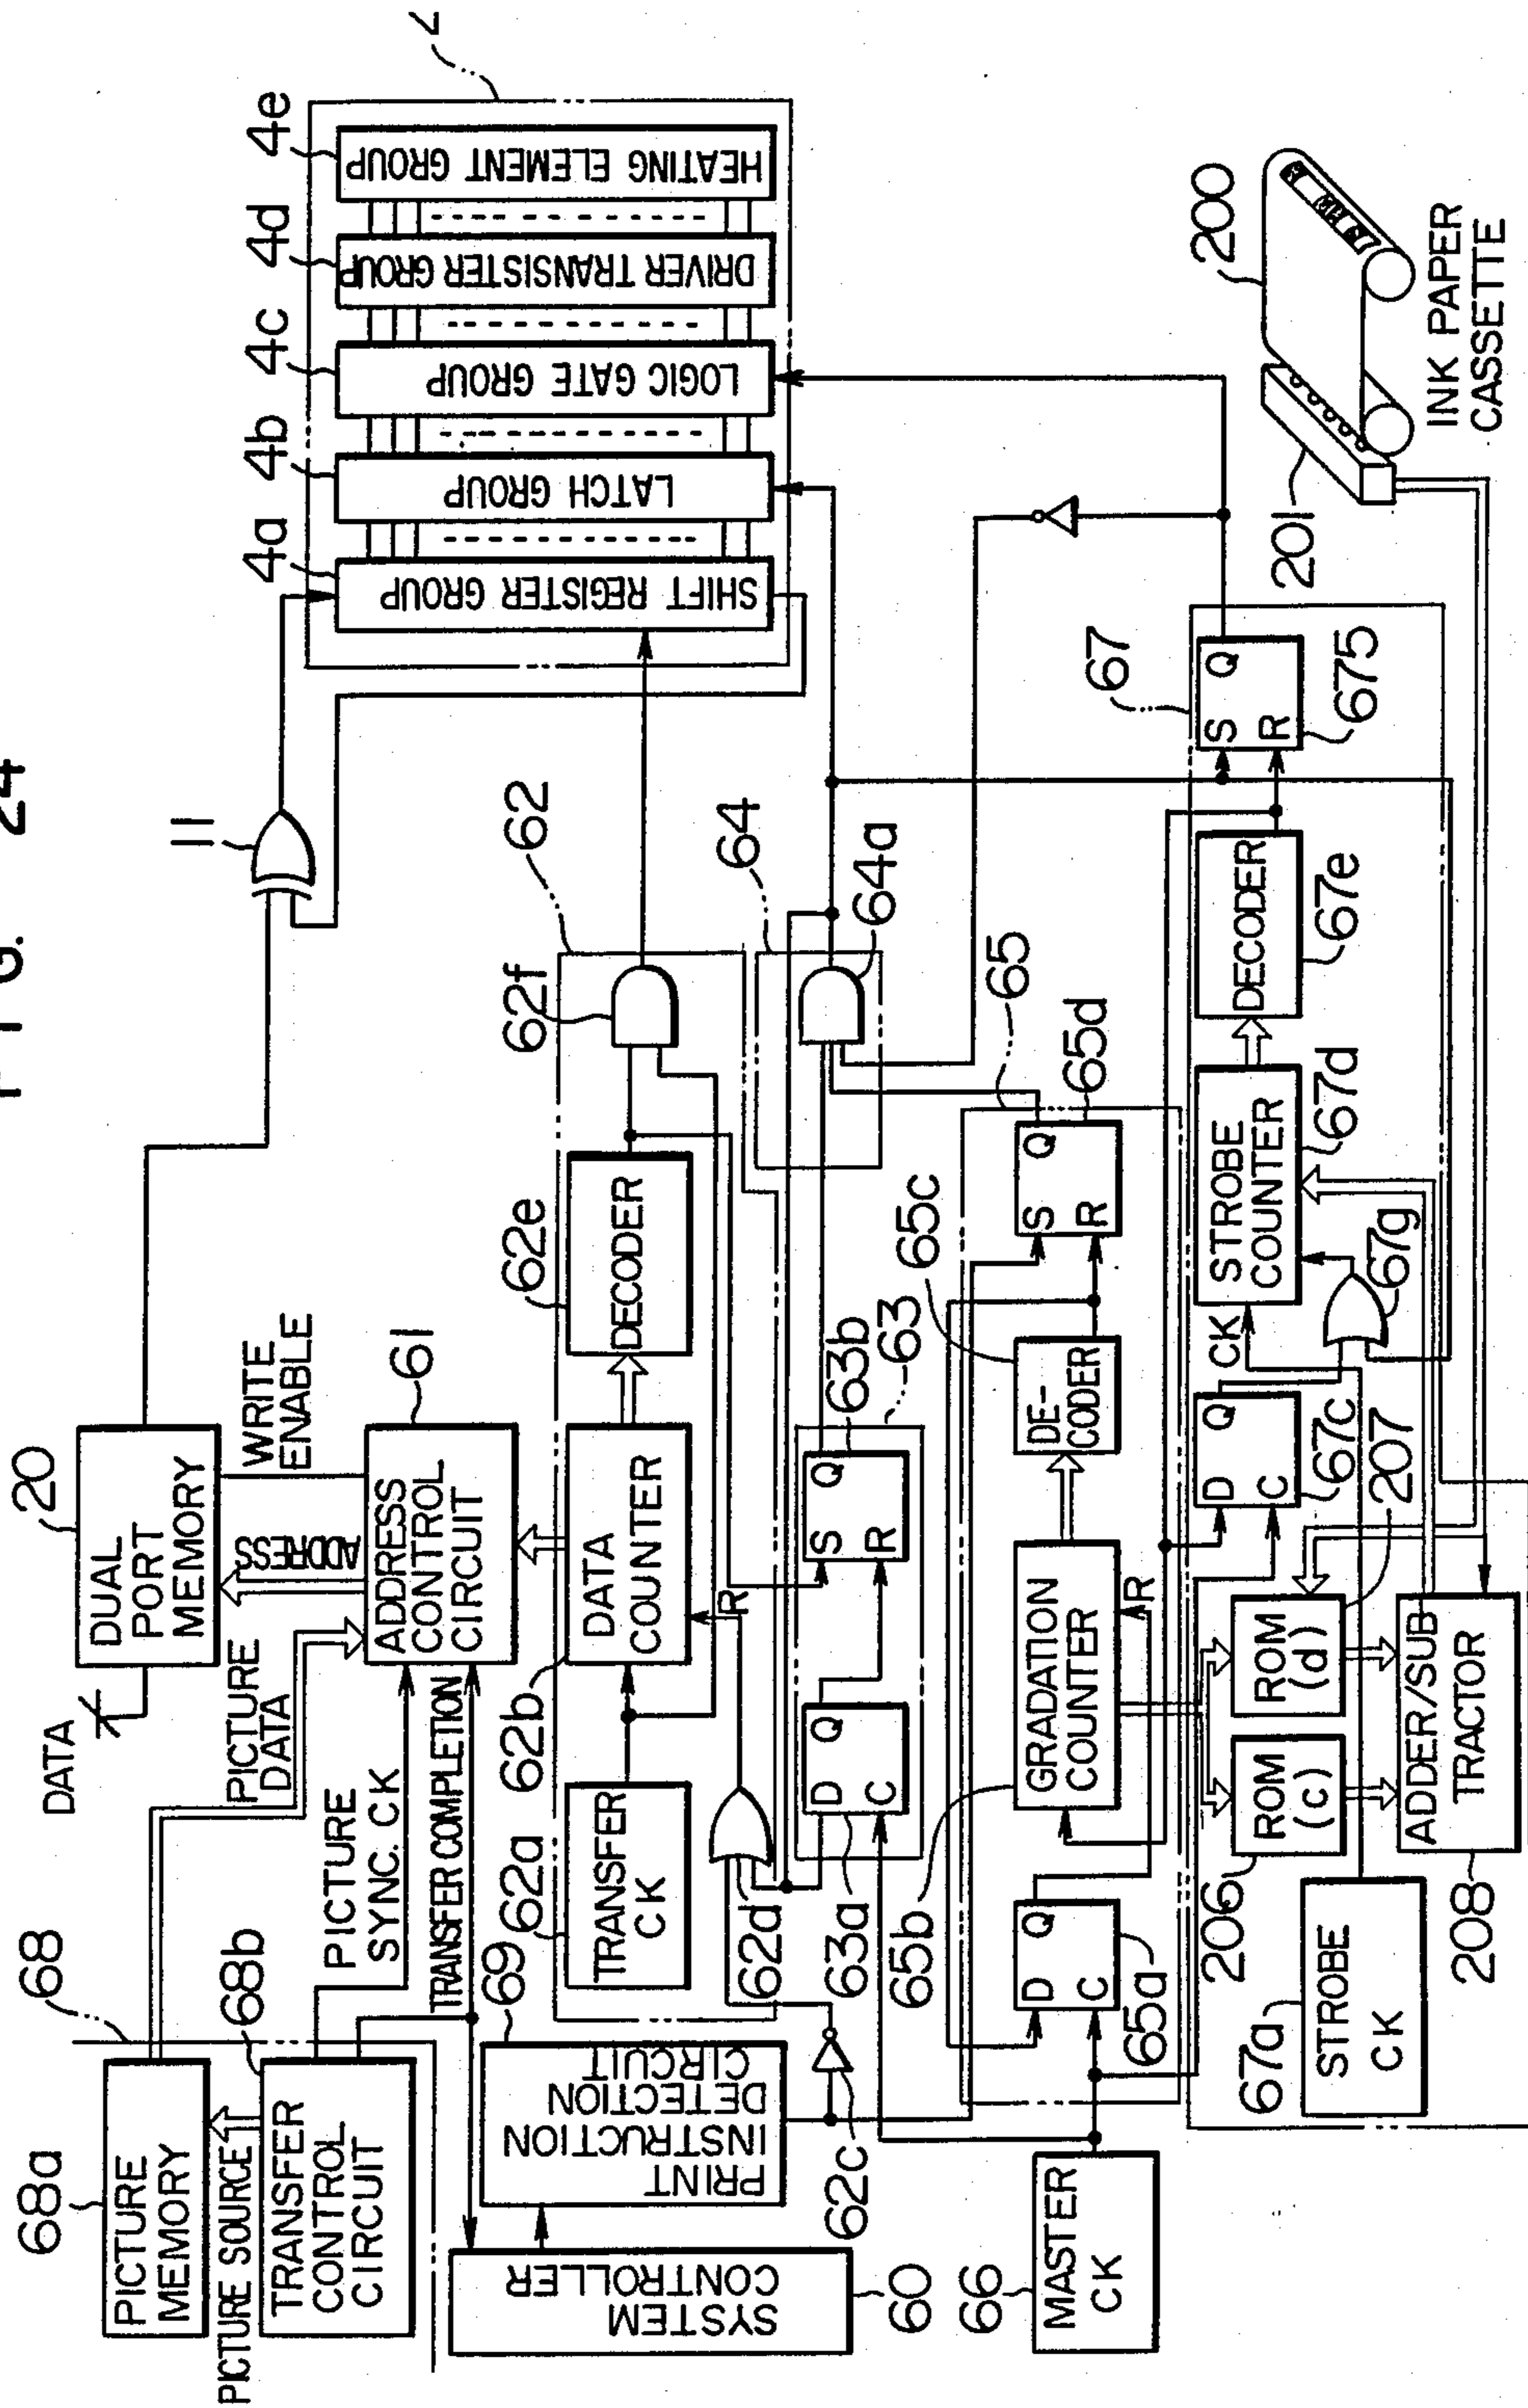 FIG. 24
DATA
20
DUAL
PORT
MEMORY
11
4a
4b
4c
4d
4e
2
SHIFT REGISTER GROUP
LATCH GROUP
LOGIC GATE GROUP
DRIVER TRANSISTER GROUP
HEATING ELEMENT GROUP
68a
PICTURE
MEMORY
68
PICTURE SOURCE
68b
TRANSFER
CONTROL
CIRCUIT
PICTURE
DATA
PICTURE
SYNC. CK
TRANSFER COMPLETION
ADDRESS
WRITE
ENABLE
61
ADDRESS
CONTROL
CIRCUIT
SYSTEM
CONTROLLER
60
69
PRINT
INSTRUCTION
DETECTION
CIRCUIT
62
62a
TRANSFER
CK
62b
DATA
COUNTER
R
62c
62d
62e
DECODER
62f
63
63a
D
Q
C
63b
S
Q
R
64
64a
66
MASTER
CK
65
65a
D
Q
C
65b
GRADATION
COUNTER
R
65c
DE-
CODER
65d
S
Q
R
67
67a
STROBE
CK
206
ROM
(c)
207
ROM
(d)
208
ADDER/SUB
TRACTOR
67c
D
Q
C
CK
67g
67d
STROBE
COUNTER
67e
DECODER
675
S
Q
R
200
201
INK PAPER
CASSETTE